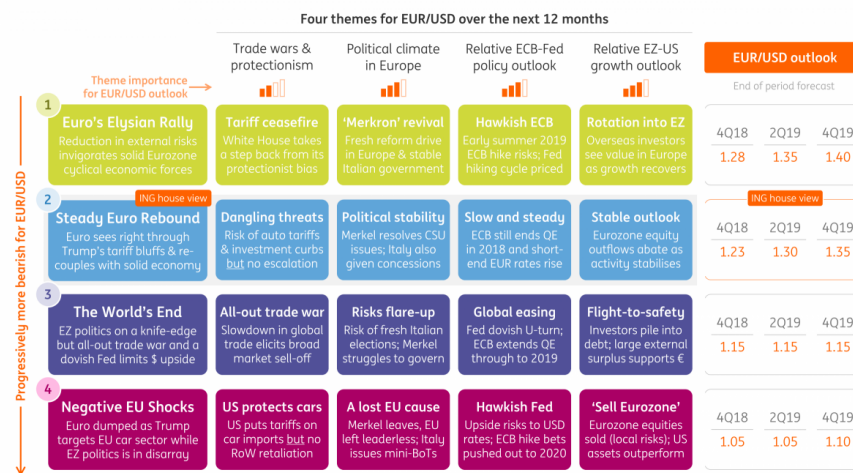 Four themes for EUR/USD over the next 12 months
Trade wars &
protectionism
Political climate
in Europe
Relative ECB-Fed
policy outlook
Relative EZ-US
growth outlook
EUR/USD outlook
Theme importance
for EUR/USD outlook
End of period forecast
Progressively more bearish for EUR/USD
1
Euro's Elysian Rally
Reduction in external risks
invigorates solid Eurozone
cyclical economic forces
Tariff ceasefire
White House takes
a step back from its
protectionist bias
‘Merkron’ revival
Fresh reform drive
in Europe & stable
Italian government
Hawkish ECB
Early summer 2019
ECB hike risks; Fed
hiking cycle priced
Rotation into EZ
Overseas investors
see value in Europe
as growth recovers
4Q18 2Q19 4Q19
1.28 1.35 1.40
2
ING house view
Steady Euro Rebound
Euro sees right through
Trump's tariff bluffs & re-
couples with solid economy
Dangling threats
Risk of auto tariffs
& investment curbs
but no escalation
Political stability
Merkel resolves CSU
issues; Italy also
given concessions
Slow and steady
ECB still ends QE
in 2018 and short-
end EUR rates rise
Stable outlook
Eurozone equity
outflows abate as
activity stabilises
ING house view
4Q18 2Q19 4Q19
1.23 1.30 1.35
3
The World's End
EZ politics on a knife-edge
but all-out trade war and a
dovish Fed limits $ upside
All-out trade war
Slowdown in global
trade elicits broad
market sell-off
Risks flare-up
Risk of fresh Italian
elections; Merkel
struggles to govern
Global easing
Fed dovish U-turn;
ECB extends QE
through to 2019
Flight-to-safety
Investors pile into
debt; large external
surplus supports €
4Q18 2Q19 4Q19
1.15 1.15 1.15
4
Negative EU Shocks
Euro dumped as Trump
targets EU car sector while
EZ politics is in disarray
US protects cars
US puts tariffs on
car imports but no
RoW retaliation
A lost EU cause
Merkel leaves, EU
left leaderless; Italy
issues mini-BoTs
Hawkish Fed
Upside risks to USD
rates; ECB hike bets
pushed out to 2020
‘Sell Eurozone’
Eurozone equities
sold (local risks); US
assets outperform
4Q18 2Q19 4Q19
1.05 1.05 1.10